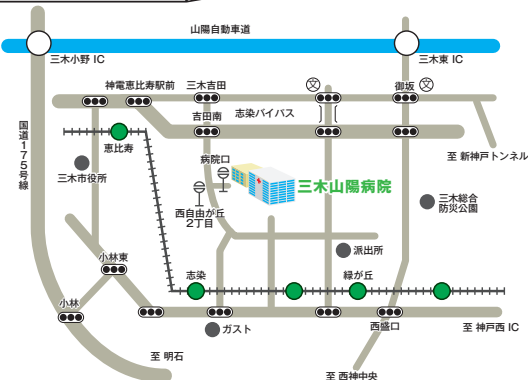 山陽自動車道
三木小野 IC
三木東 IC
神電恵比寿駅前
三木吉田
文
御坂
文
吉田南
志染バイパス
国道175号線
恵比寿
病院口
至 新神戸トンネル
三木市役所
三木山陽病院
西自由が丘
2丁目
三木総合
防災公園
小林東
派出所
志染
緑が丘
小林
ガスト
西盛口
至 神戸西 IC
至 明石
至 西神中央